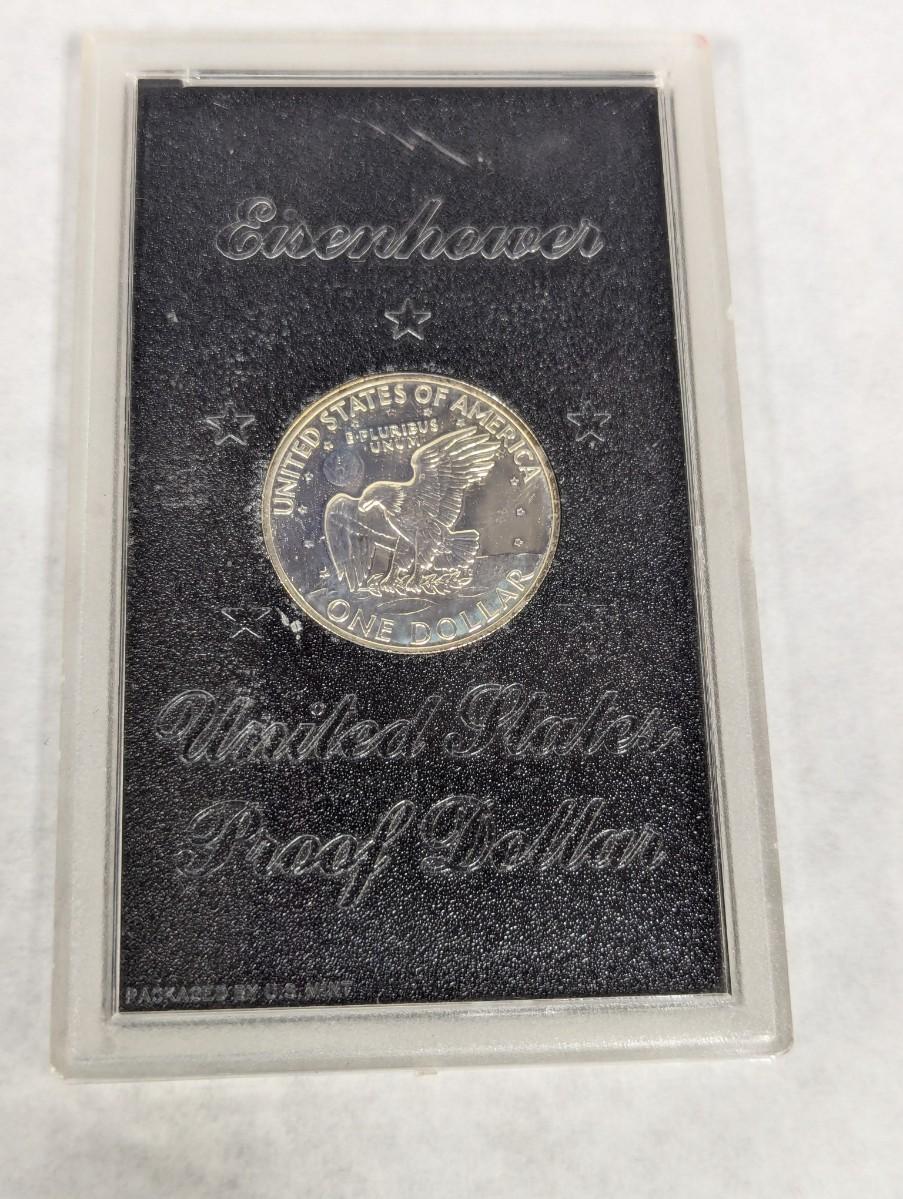 Eisenhower
UNITED STATES OF AMERICA
E·PLURIBUS
UNUM
ONE DOLLAR
United States
Proof Dollar
PACKAGED BY U.S. MINT